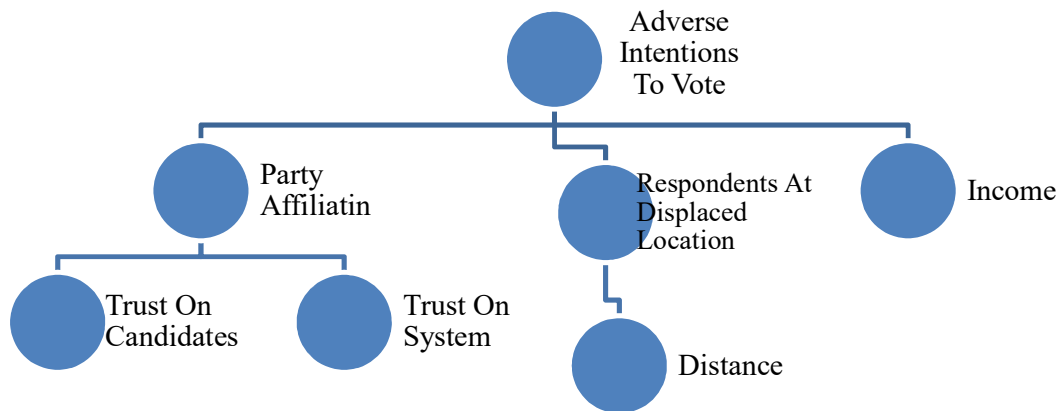 Adverse
Intentions
To Vote
Party
Affiliatin
Respondents At
Displaced
Location
Income
Trust On
Candidates
Trust On
System
Distance